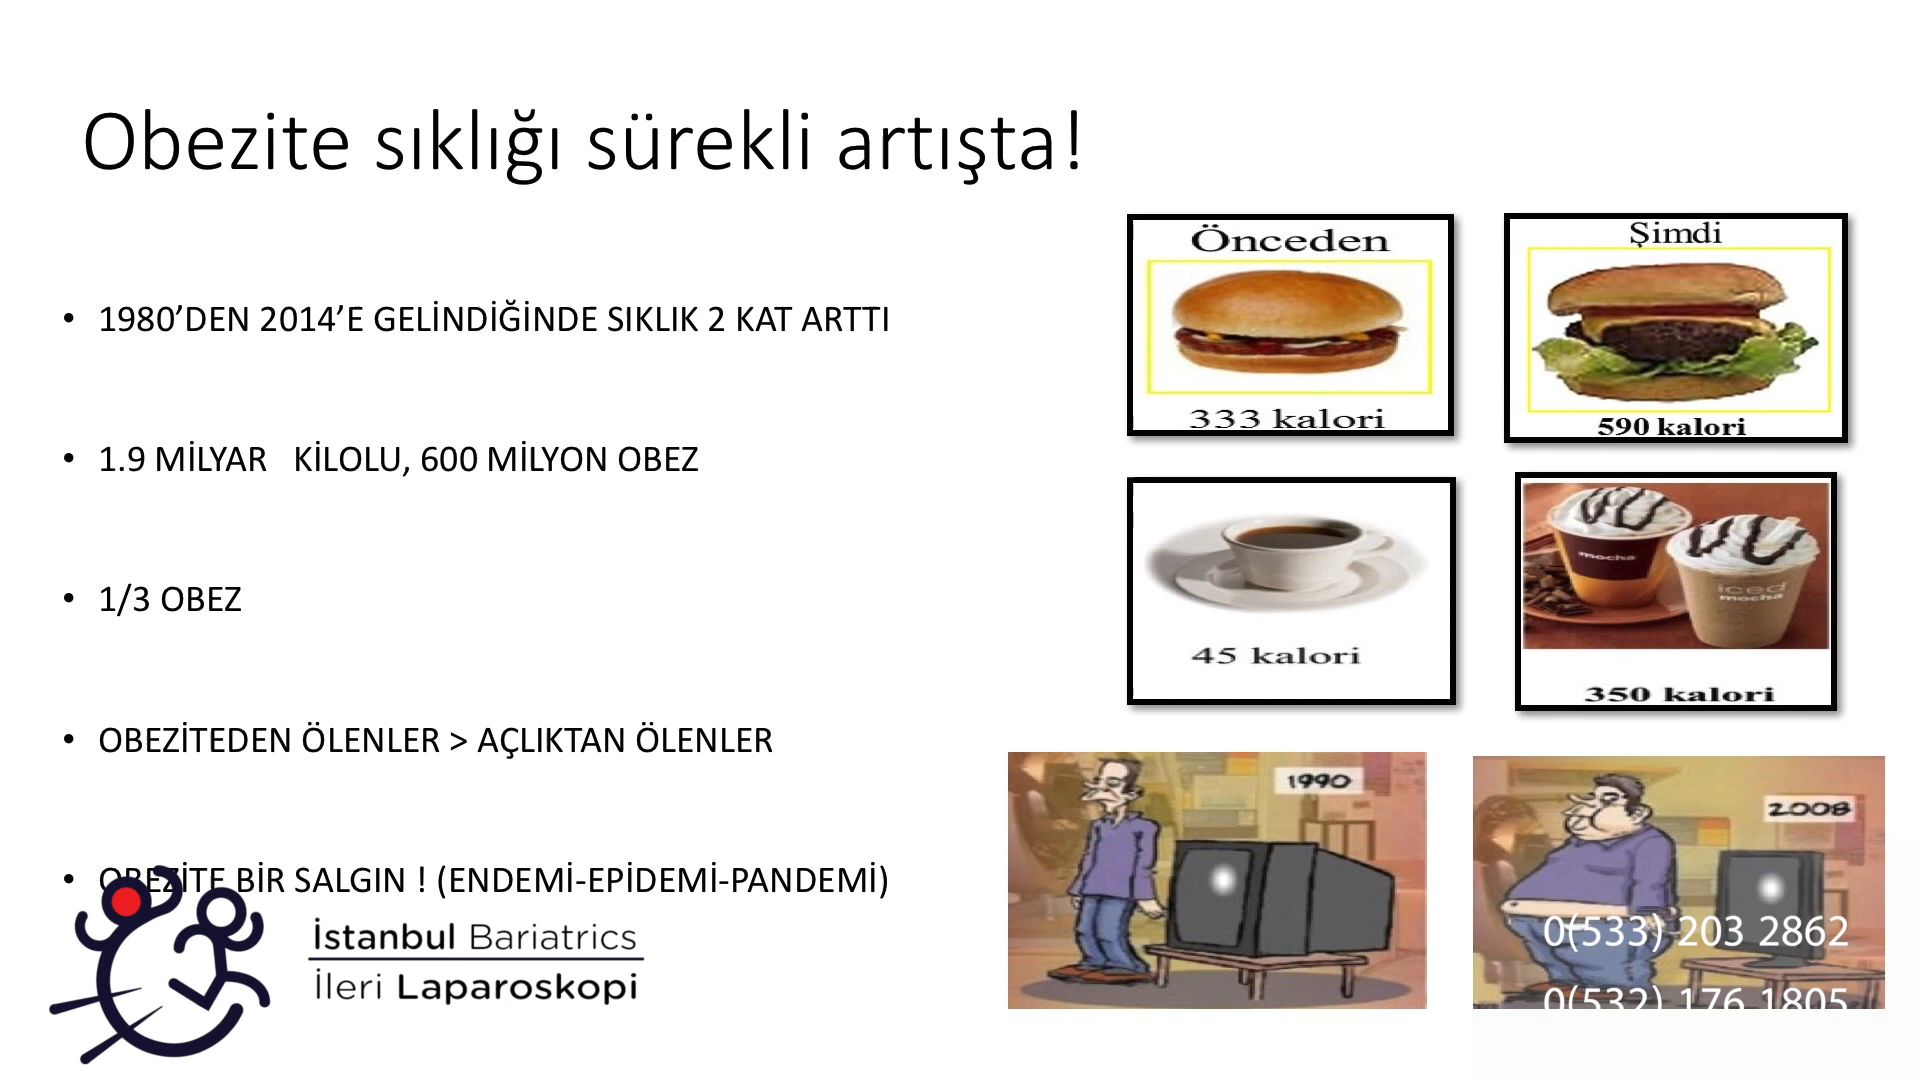 Obezite sıklığı sürekli artışta!
• 1980’DEN 2014’E GELİNDİĞİNDE SIKLIK 2 KAT ARTTI
• 1.9 MİLYAR   KİLOLU, 600 MİLYON OBEZ
• 1/3 OBEZ
• OBEZİTEDEN ÖLENLER > AÇLIKTAN ÖLENLER
• OBEZİTE BİR SALGIN ! (ENDEMİ-EPİDEMİ-PANDEMİ)
İstanbul Bariatrics
İleri Laparoskopi
Önceden
333 kalori
Şimdi
590 kalori
45 kalori
mocha
iced
mocha
350 kalori
1990
2008
0(533) 203 2862
0(532) 176 1805